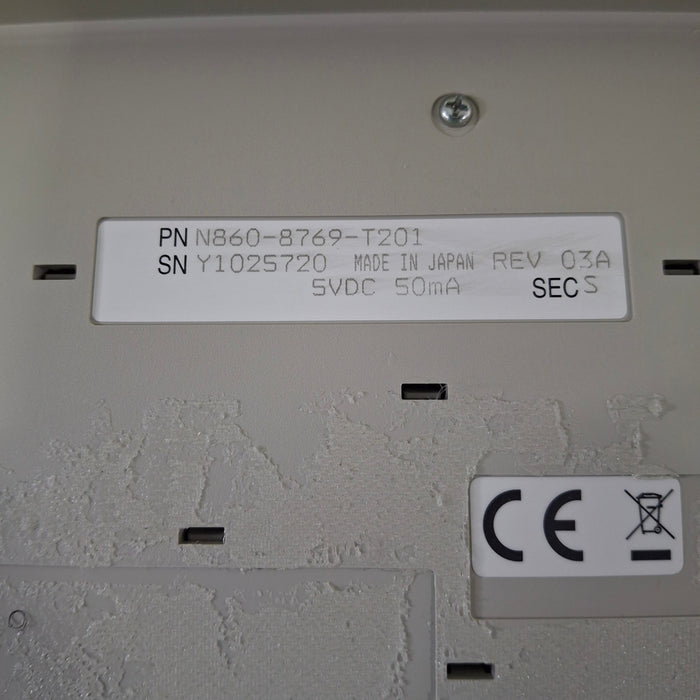 PN N860-8769-T201
SN Y1025720 MADE IN JAPAN REV 03A
5VDC 50mA SEC S
CE